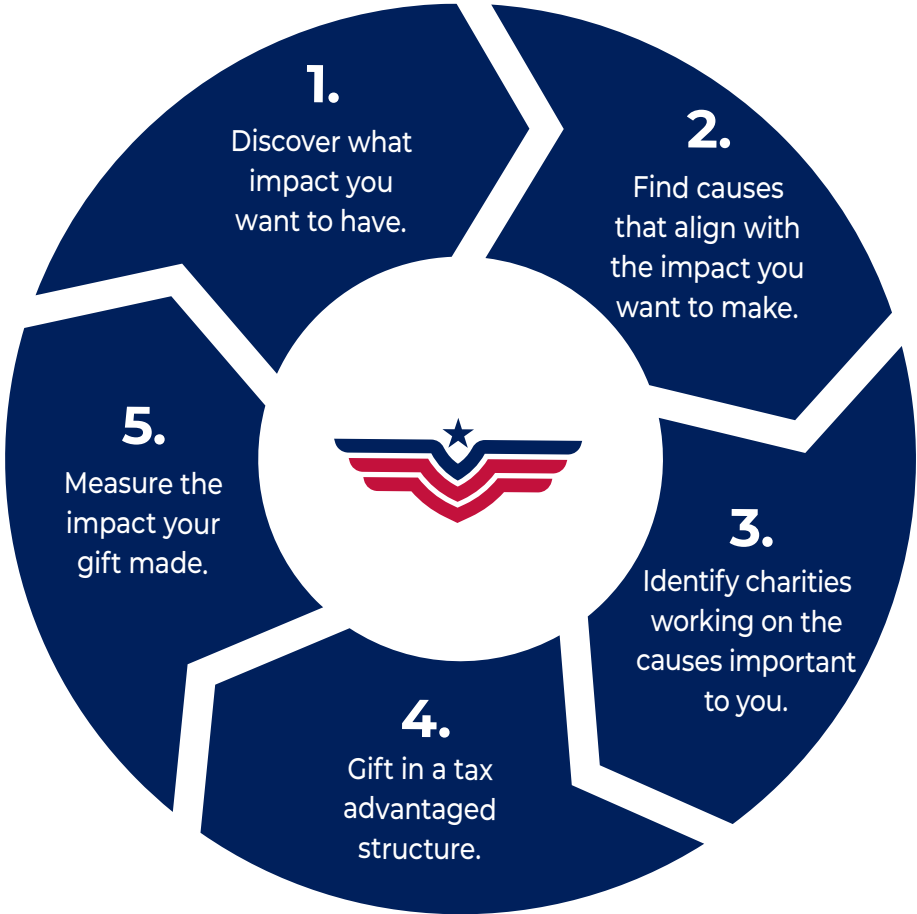 1.
Discover what
impact you
want to have.
2.
Find causes
that align with
the impact you
want to make.
3.
Identify charities
working on the
causes important
to you.
4.
Gift in a tax
advantaged
structure.
5.
Measure the
impact your
gift made.